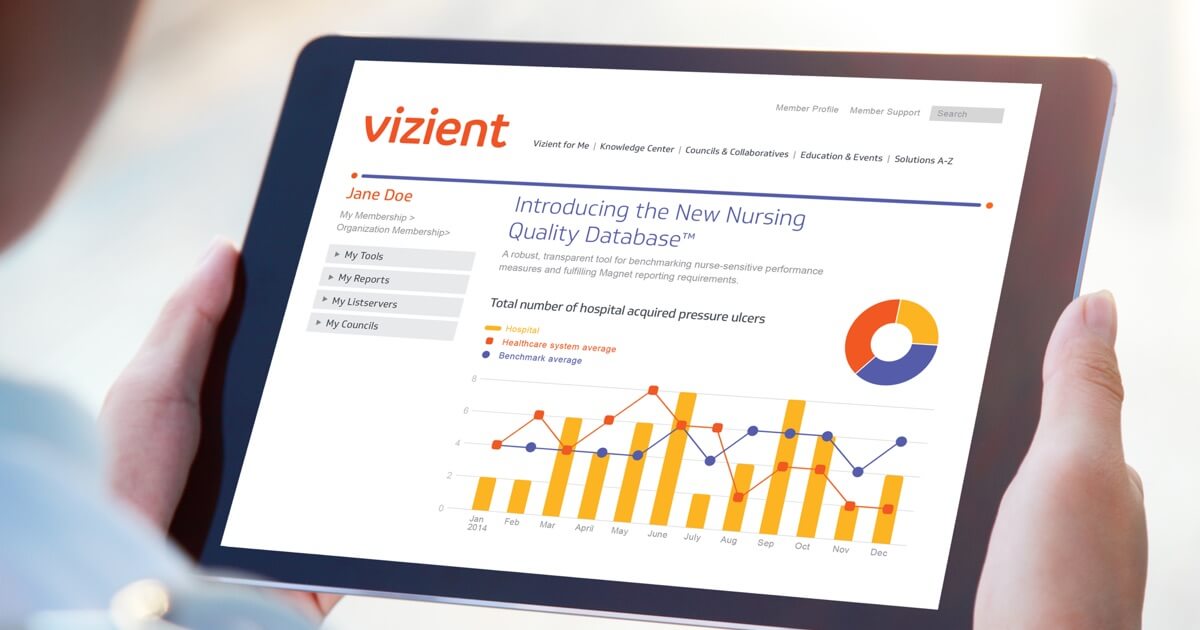 Member Profile Member Support Search
vizient
Vizient for Me | Knowledge Center | Councils & Collaboratives | Education & Events | Solutions A-Z
Jane Doe
My Membership >
Organization Membership>
My Tools
My Reports
My Listservers
My Councils
Introducing the New Nursing
Quality Database™
A robust, transparent tool for benchmarking nurse-sensitive performance
measures and fulfilling Magnet reporting requirements.
Total number of hospital acquired pressure ulcers
Hospital
Healthcare system average
Benchmark average
8
6
4
2
0
Jan Feb Mar April May June July Aug Sep Oct Nov Dec
2014